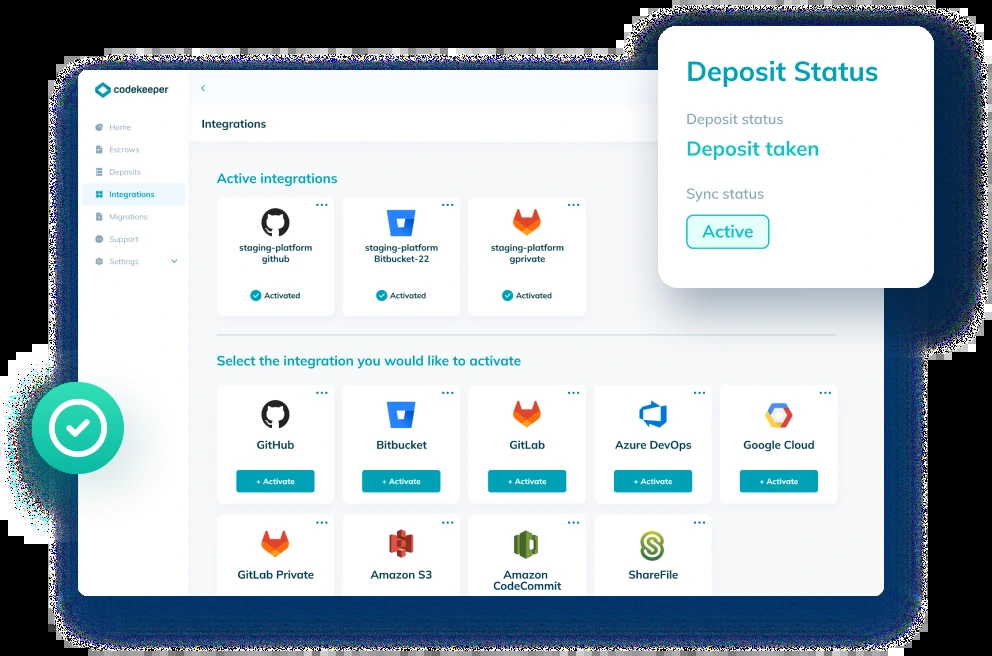 codekeeper
Home
Escrows
Deposits
Integrations
Migrations
Support
Settings
Integrations
Active integrations
staging-platform
github
Activated
staging-platform
Bitbucket-22
Activated
staging-platform
gprivate
Activated
Select the integration you would like to activate
GitHub
+ Activate
Bitbucket
+ Activate
GitLab
+ Activate
Azure DevOps
+ Activate
Google Cloud
+ Activate
GitLab Private
Amazon S3
Amazon
CodeCommit
ShareFile
Deposit Status
Deposit status
Deposit taken
Sync status
Active